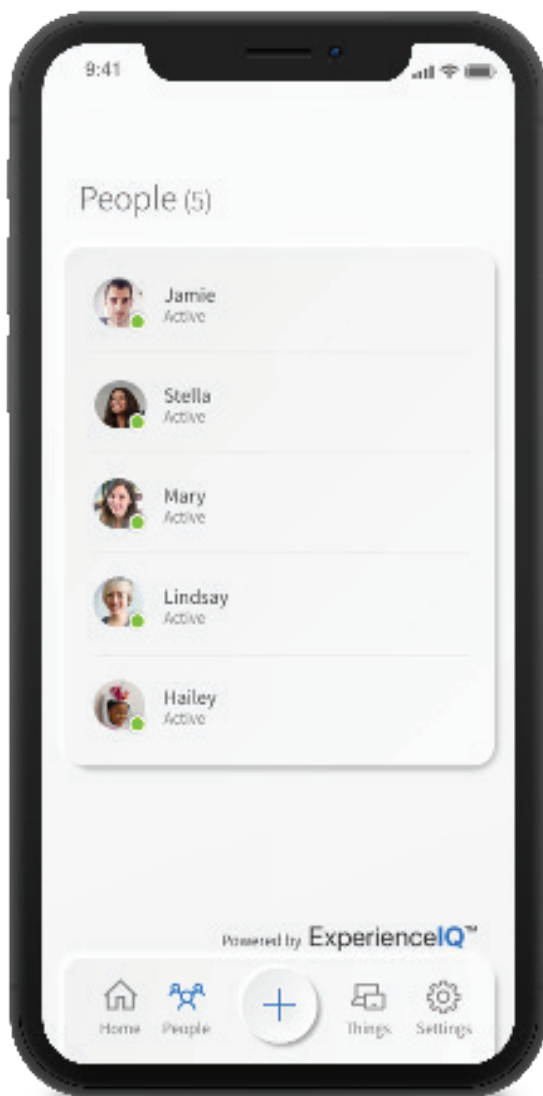 9:41
People (5)
Jamie
Active
Stella
Active
Mary
Active
Lindsay
Active
Hailey
Active
Powered by ExperienceIQ™
Home People Things Settings